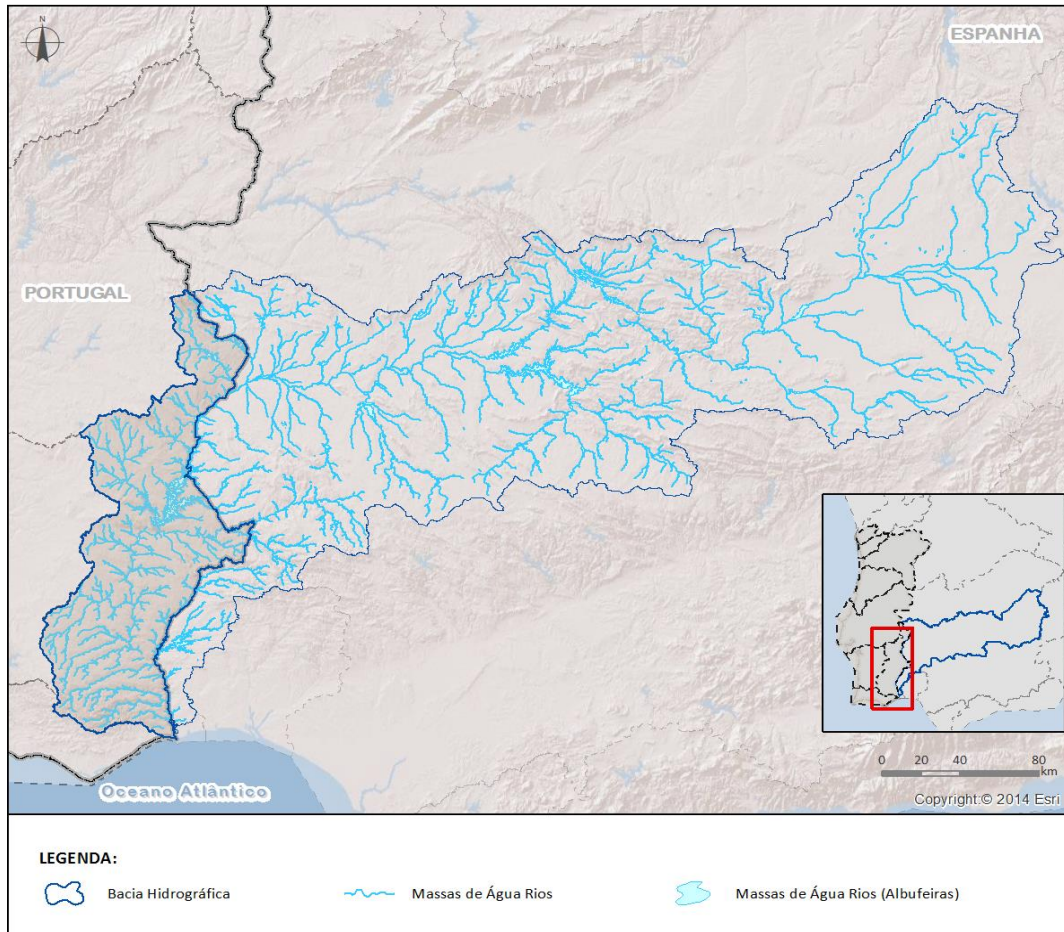 N
ESPANHA
PORTUGAL
0 20 40 80
km
Oceano Atlântico
Copyright:© 2014 Esri
LEGENDA:
Bacia Hidrográfica
Massas de Água Rios
Massas de Água Rios (Albufeiras)